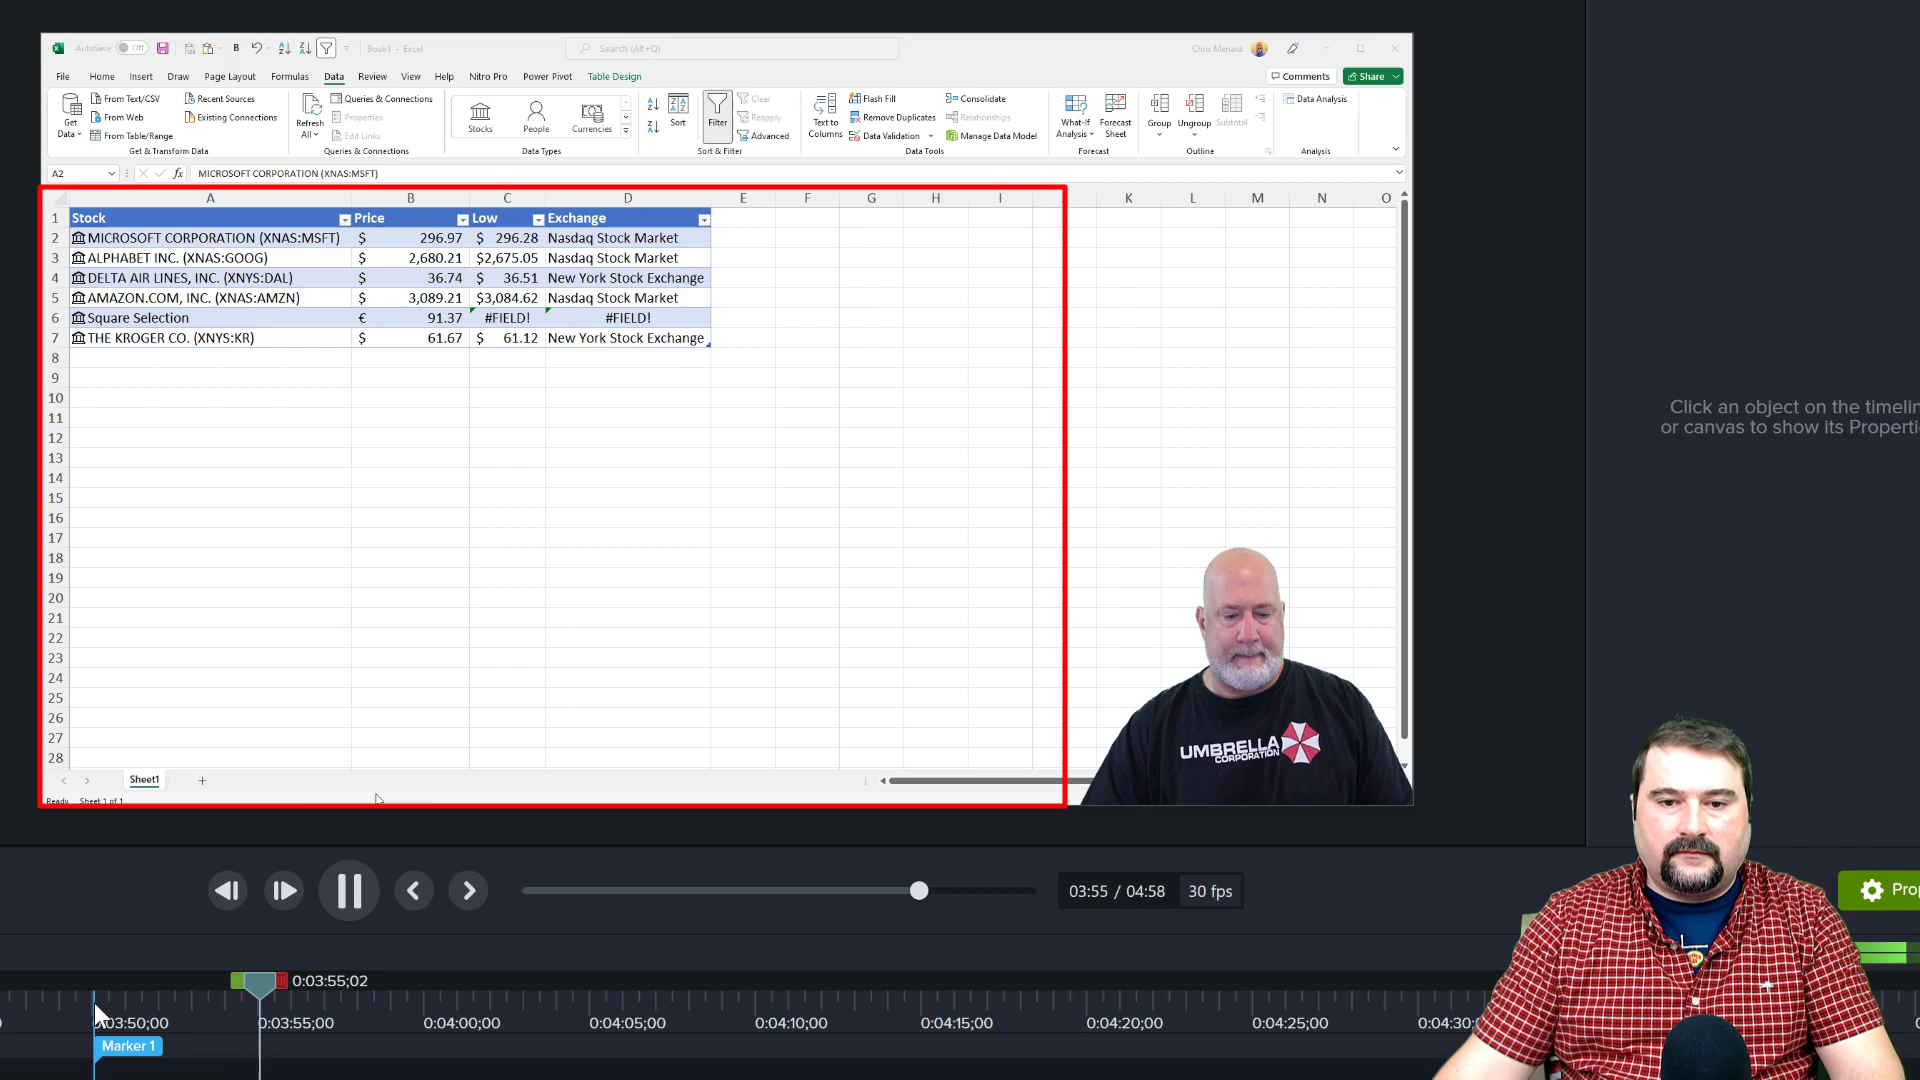 AutoSave Off Book1 - Excel Search (Alt+Q) Chris Menard
File Home Insert Draw Page Layout Formulas Data Review View Help Nitro Pro Power Pivot Table Design Comments Share
Get Data From Text/CSV From Web From Table/Range Recent Sources Existing Connections
Get & Transform Data
Refresh All Queries & Connections Properties Edit Links
Queries & Connections
Stocks People Currencies
Data Types
Sort Filter Clear Reapply Advanced
Sort & Filter
Text to Columns Flash Fill Remove Duplicates Data Validation Consolidate Relationships Manage Data Model
Data Tools
What-If Analysis Forecast Sheet
Forecast
Group Ungroup Subtotal
Outline
Data Analysis
Analysis
A2 fx MICROSOFT CORPORATION (XNAS:MSFT)
A B C D E F G H I K L M N O
1 Stock Price Low Exchange
2 MICROSOFT CORPORATION (XNAS:MSFT) $ 296.97 $ 296.28 Nasdaq Stock Market
3 ALPHABET INC. (XNAS:GOOG) $ 2,680.21 $2,675.05 Nasdaq Stock Market
4 DELTA AIR LINES, INC. (XNYS:DAL) $ 36.74 $ 36.51 New York Stock Exchange
5 AMAZON.COM, INC. (XNAS:AMZN) $ 3,089.21 $3,084.62 Nasdaq Stock Market
6 Square Selection € 91.37 #FIELD! #FIELD!
7 THE KROGER CO. (XNYS:KR) $ 61.67 $ 61.12 New York Stock Exchange
8
9
10
11
12
13
14
15
16
17
18
19
20
21
22
23
24
25
26
27
28
Sheet1
Ready Sheet 1 of 1
UMBRELLA
CORPORATION
Click an object on the timelin
or canvas to show its Properti
03:55 / 04:58 30 fps
Pro
0:03:55;02
03:50;00 0:03:55;00 0:04:00;00 0:04:05;00 0:04:10;00 0:04:15;00 0:04:20;00 0:04:25;00 0:04:30
Marker 1